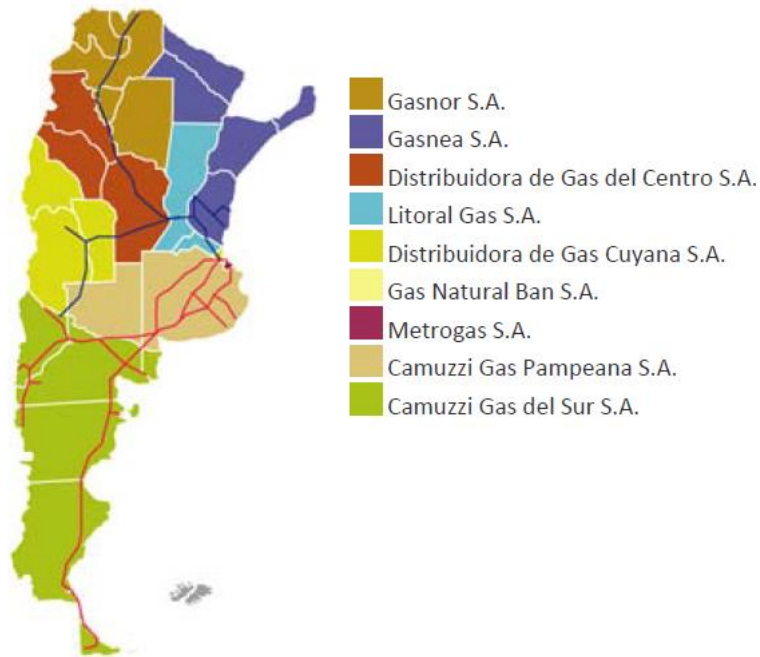 Gasnor S.A.
Gasnea S.A.
Distribuidora de Gas del Centro S.A.
Litoral Gas S.A.
Distribuidora de Gas Cuyana S.A.
Gas Natural Ban S.A.
Metrogas S.A.
Camuzzi Gas Pampeana S.A.
Camuzzi Gas del Sur S.A.